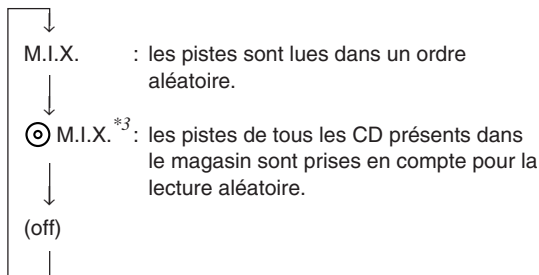 M.I.X. : les pistes sont lues dans un ordre
aléatoire.
M.I.X.*3 : les pistes de tous les CD présents dans
le magasin sont prises en compte pour la
lecture aléatoire.
(off)